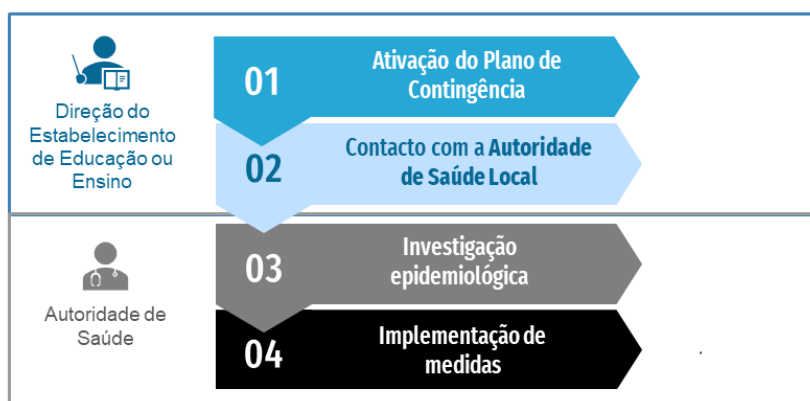 Direção do
Estabelecimento
de Educação ou
Ensino
01
Ativação do Plano de
Contingência
02
Contacto com a Autoridade
de Saúde Local
Autoridade de
Saúde
03
Investigação
epidemiológica
04
Implementação de
medidas
.